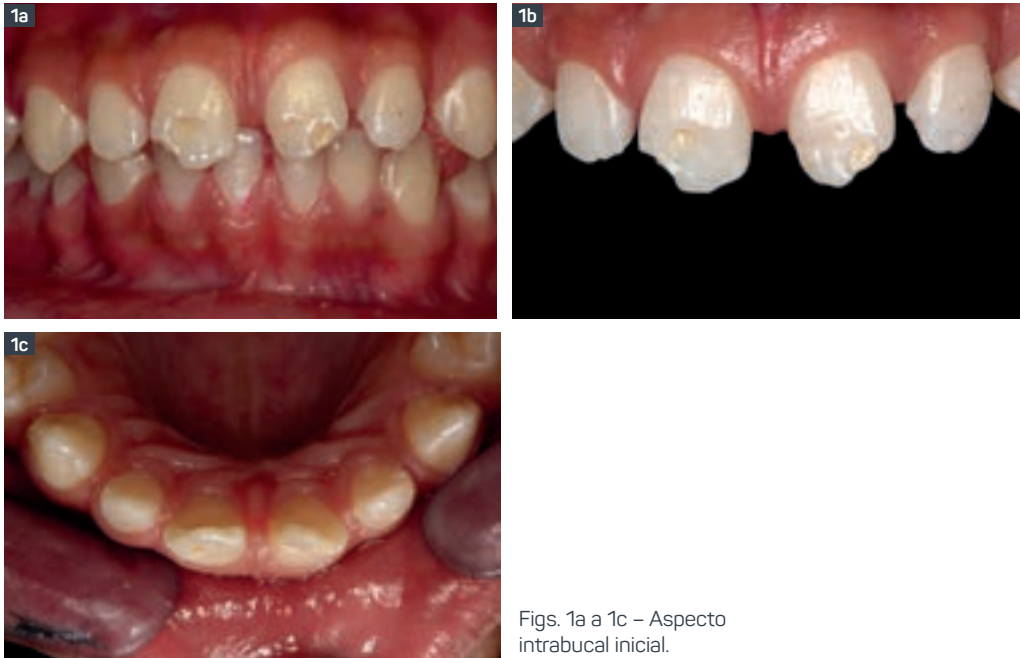 1a
1b
1c
Figs. 1a a 1c – Aspecto
intrabucal inicial.